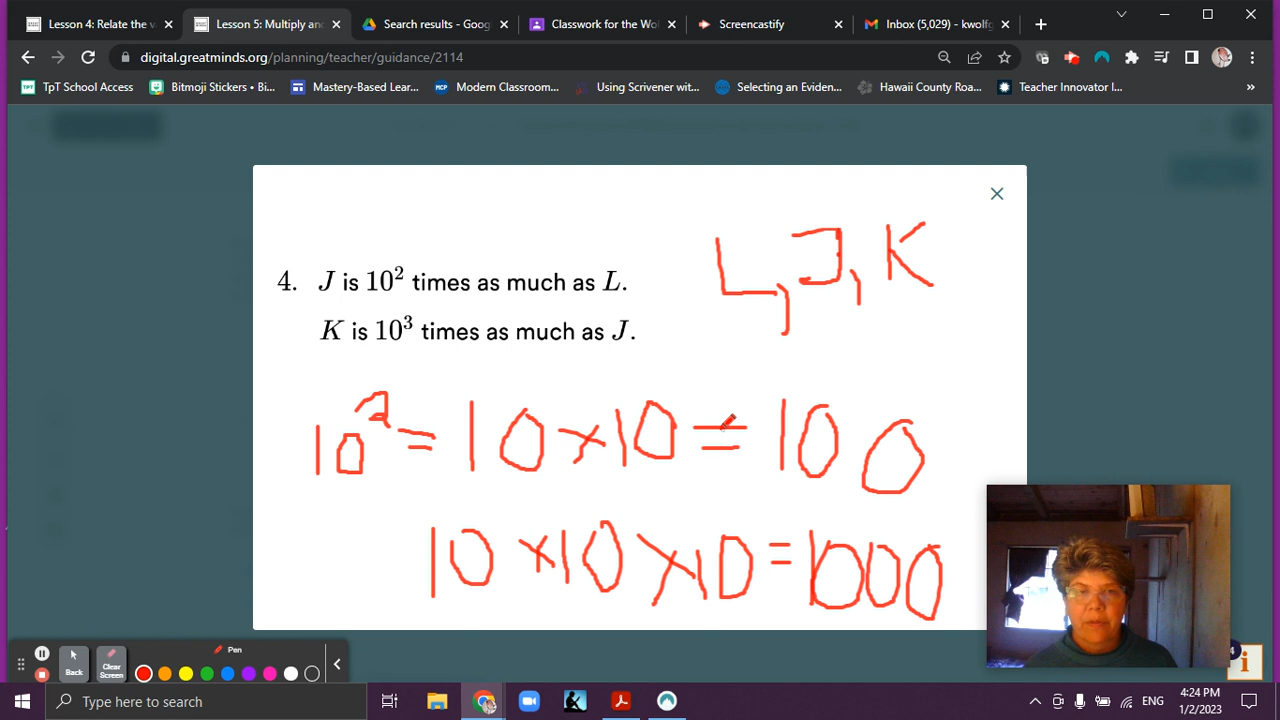 Lesson 4: Relate the v
Lesson 5: Multiply and
Search results - Goog
Classwork for the Wol
Screencastify
Inbox (5,029) - kwolfg
digital.greatminds.org/planning/teacher/guidance/2114
TpT School Access
Bitmoji Stickers • Bi...
Mastery-Based Lear...
Modern Classroom...
Using Scrivener wit...
Selecting an Eviden...
Hawaii County Roa...
Teacher Innovator I...
L, J, K
4. J is 10² times as much as L.
K is 10³ times as much as J.
10² = 10 × 10 = 100
10 × 10 × 10 = 1000
Pen
Back
Clear Screen
Type here to search
ENG
4:24 PM
1/2/2023